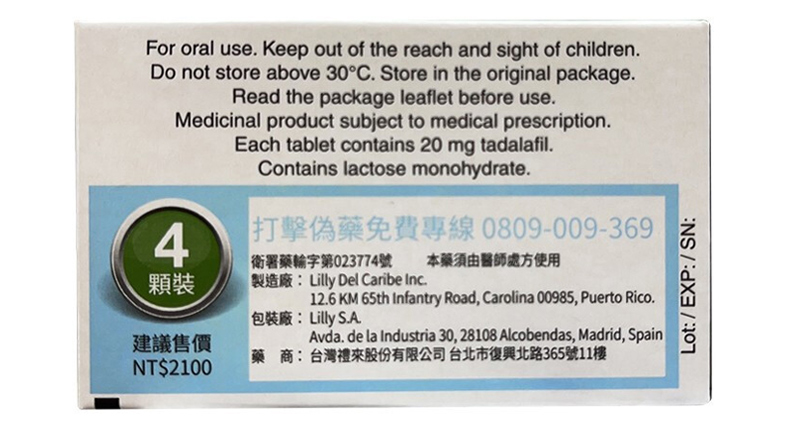 For oral use. Keep out of the reach and sight of children.
Do not store above 30°C. Store in the original package.
Read the package leaflet before use.
Medicinal product subject to medical prescription.
Each tablet contains 20 mg tadalafil.
Contains lactose monohydrate.
4
顆裝
建議售價
NT$2100
打擊偽藥免費專線 0809-009-369
衛署藥輸字第023774號 本藥須由醫師處方使用
製造廠： Lilly Del Caribe Inc.
12.6 KM 65th Infantry Road, Carolina 00985, Puerto Rico.
包裝廠： Lilly S.A.
Avda. de la Industria 30, 28108 Alcobendas, Madrid, Spain
藥 商： 台灣禮來股份有限公司 台北市復興北路365號11樓
Lot: / EXP: / SN: